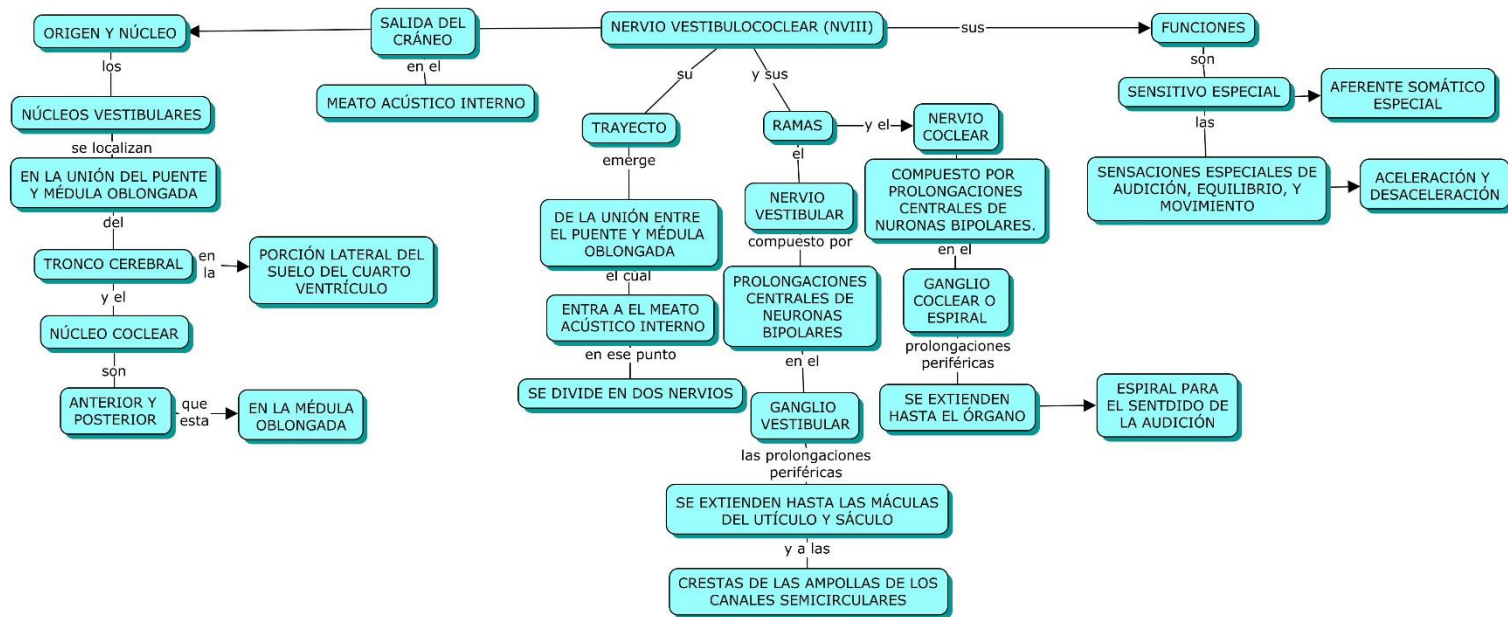 ORIGEN Y NÚCLEO
los
NÚCLEOS VESTIBULARES
se localizan
EN LA UNIÓN DEL PUENTE
Y MÉDULA OBLONGADA
del
TRONCO CEREBRAL
en
la
PORCIÓN LATERAL DEL
SUELO DEL CUARTO
VENTRÍCULO
y el
NÚCLEO COCLEAR
son
ANTERIOR Y
POSTERIOR
que
esta
EN LA MÉDULA
OBLONGADA
SALIDA DEL
CRÁNEO
en el
MEATO ACÚSTICO INTERNO
NERVIO VESTIBULOCOCLEAR (NVIII)
su
TRAYECTO
emerge
DE LA UNIÓN ENTRE
EL PUENTE Y MÉDULA
OBLONGADA
el cual
ENTRA A EL MEATO
ACÚSTICO INTERNO
en ese punto
SE DIVIDE EN DOS NERVIOS
y sus
RAMAS
el
NERVIO
VESTIBULAR
compuesto por
PROLONGACIONES
CENTRALES DE
NEURONAS
BIPOLARES
en el
GANGLIO
VESTIBULAR
las prolongaciones
periféricas
SE EXTIENDEN HASTA LAS MÁCULAS
DEL UTÍCULO Y SÁCULO
y a las
CRESTAS DE LAS AMPOLLAS DE LOS
CANALES SEMICIRCULARES
y el
NERVIO
COCLEAR
COMPUESTO POR
PROLONGACIONES
CENTRALES DE
NURONAS BIPOLARES.
en el
GANGLIO
COCLEAR O
ESPIRAL
prolongaciones
periféricas
SE EXTIENDEN
HASTA EL ÓRGANO
ESPIRAL PARA
EL SENTDIDO DE
LA AUDICIÓN
sus
FUNCIONES
son
SENSITIVO ESPECIAL
AFERENTE SOMÁTICO
ESPECIAL
las
SENSACIONES ESPECIALES DE
AUDICIÓN, EQUILIBRIO, Y
MOVIMIENTO
ACELERACIÓN Y
DESACELERACIÓN